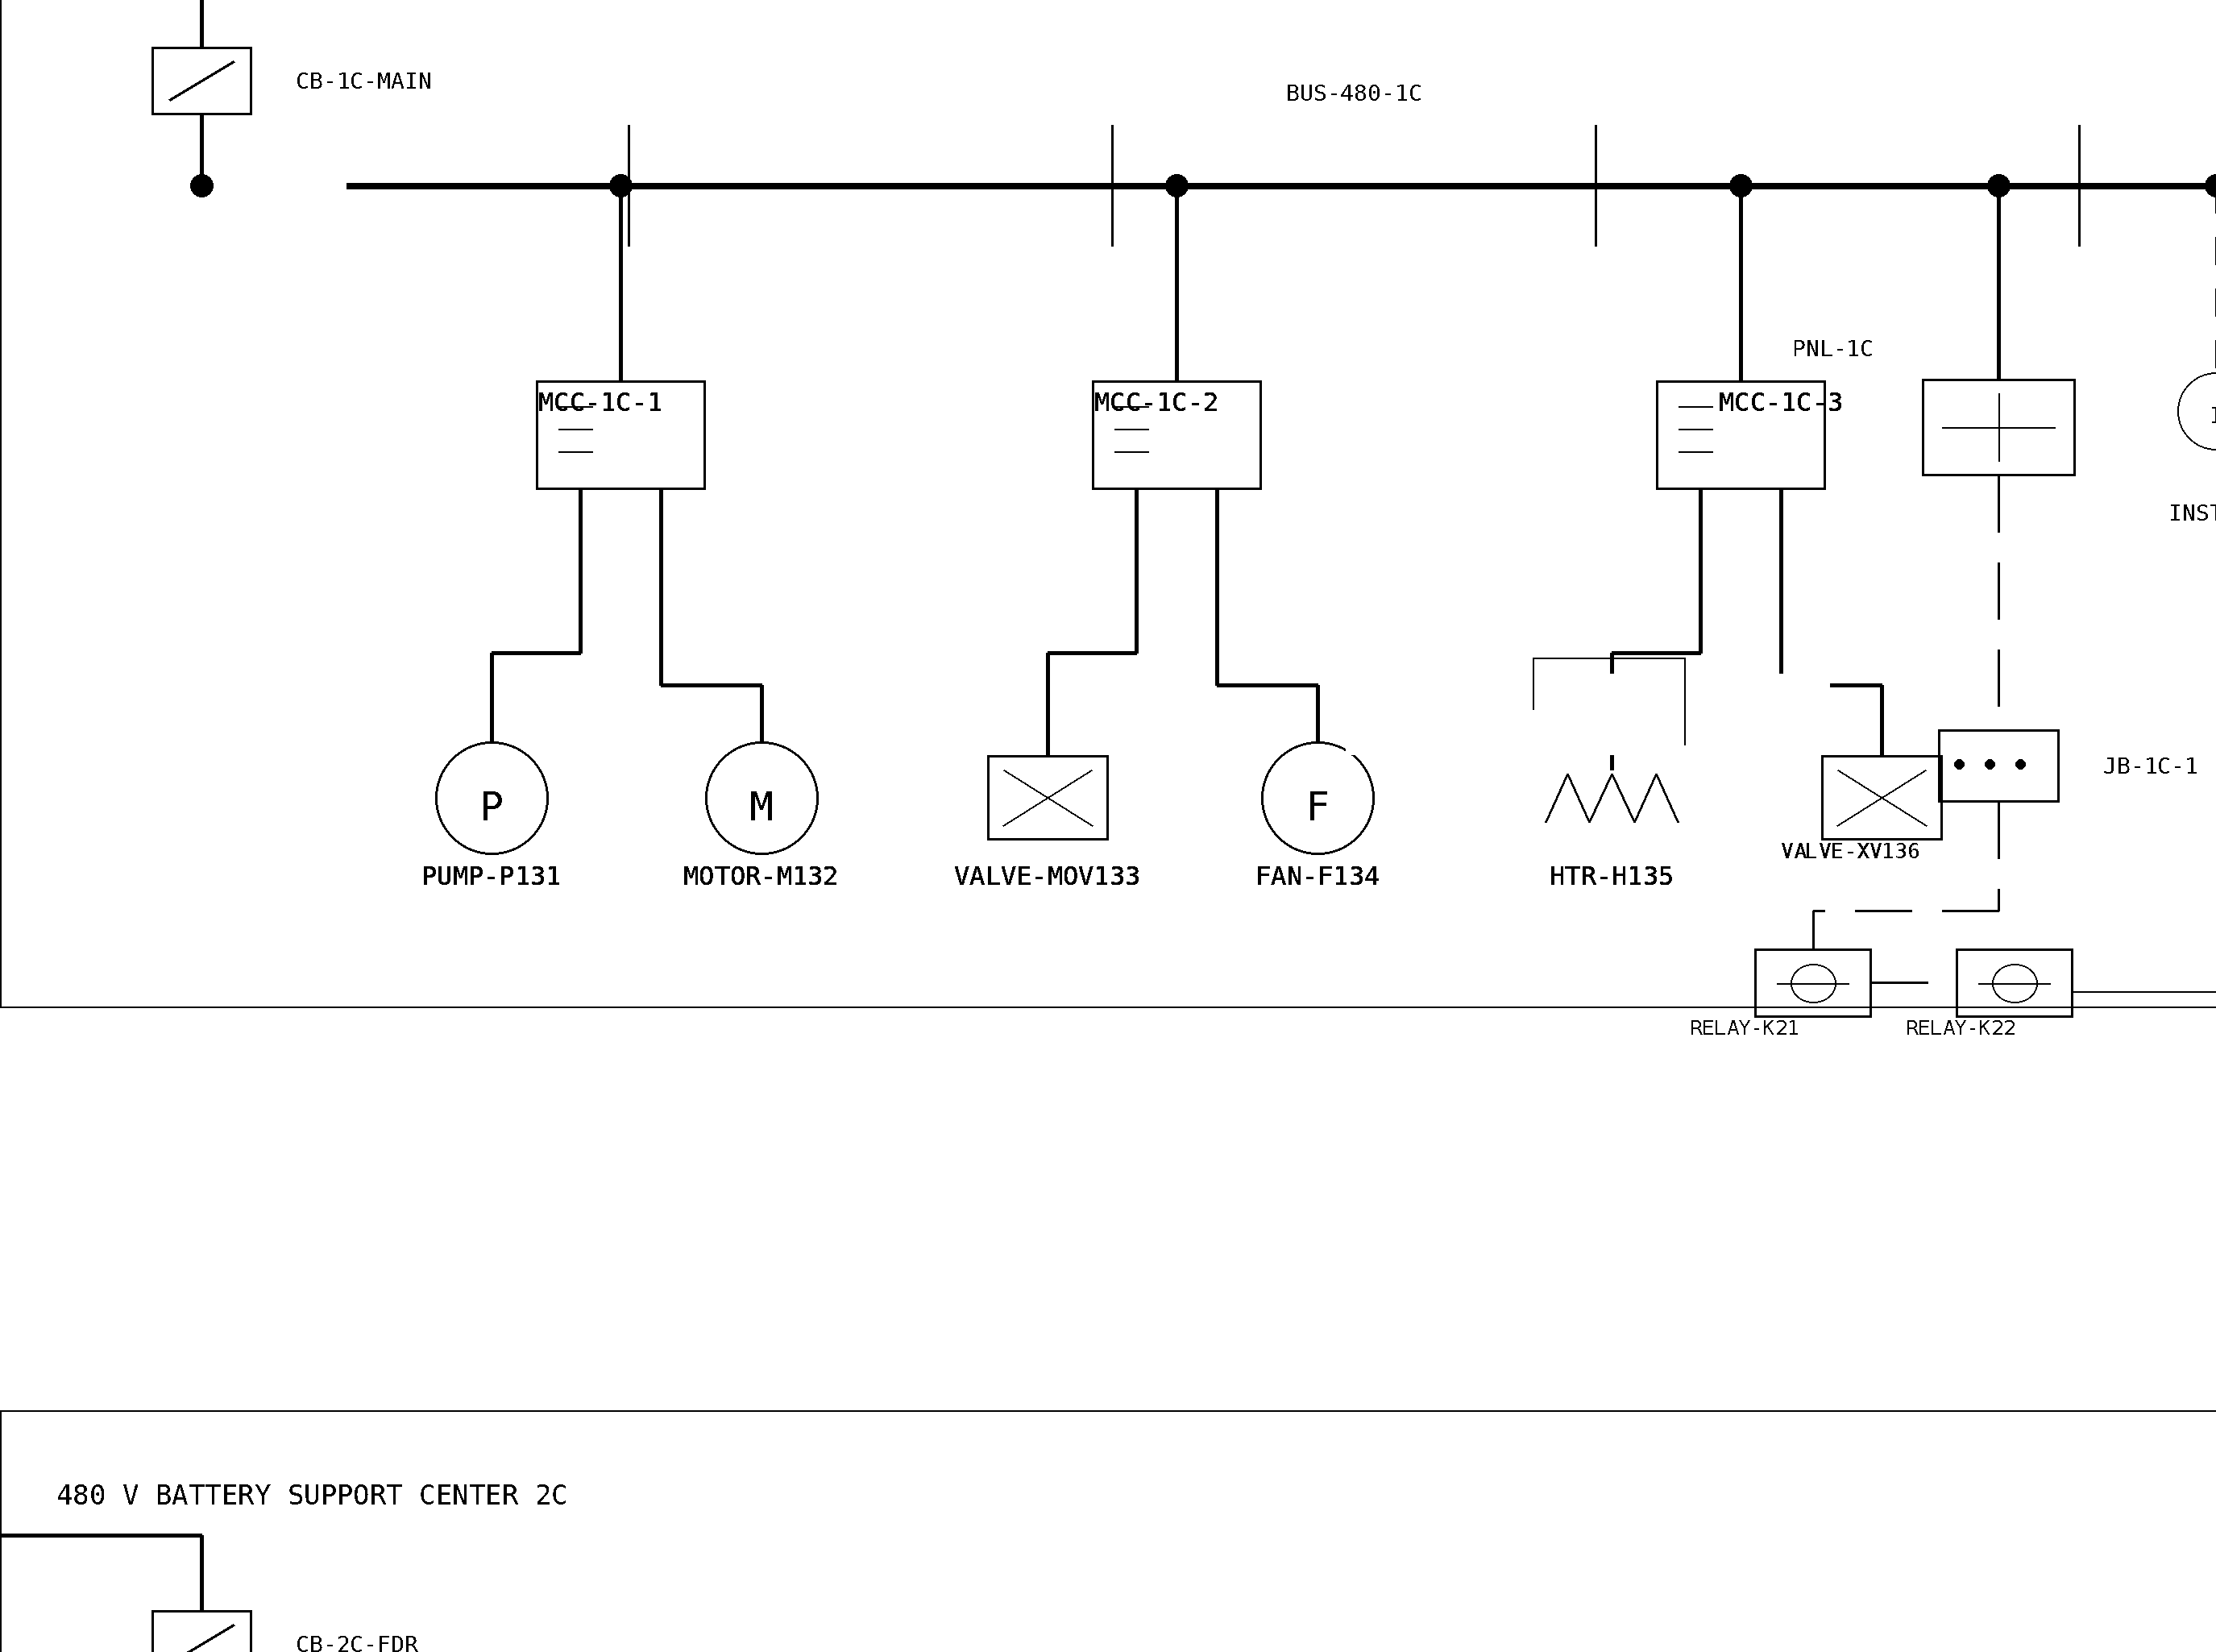 CB-1C-MAIN
BUS-480-1C
PNL-1C
MCC-1C-1
MCC-1C-2
MCC-1C-3
INST
JB-1C-1
P
M
F
VALVE-XV136
PUMP-P131
MOTOR-M132
VALVE-MOV133
FAN-F134
HTR-H135
RELAY-K21
RELAY-K22
480 V BATTERY SUPPORT CENTER 2C
CB-2C-FDR